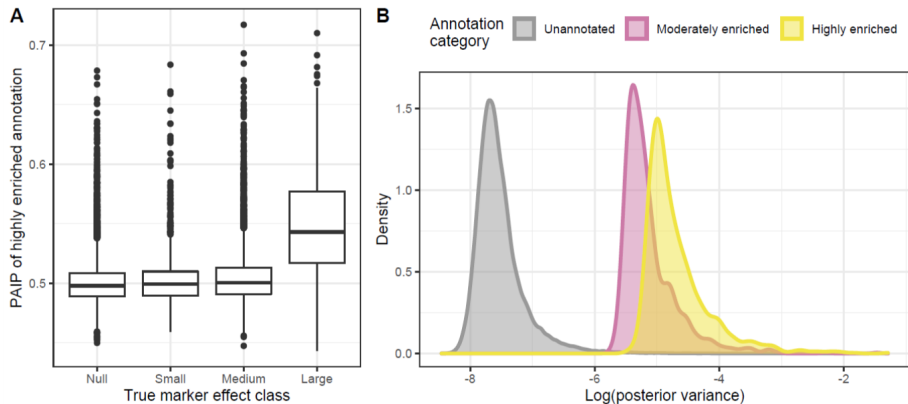 A
PAIP of highly enriched annotation
0.7
0.6
0.5
Null Small Medium Large
True marker effect class
B
Annotation
category
Unannotated Moderately enriched Highly enriched
Density
1.5
1.0
0.5
0.0
-8 -6 -4 -2
Log(posterior variance)